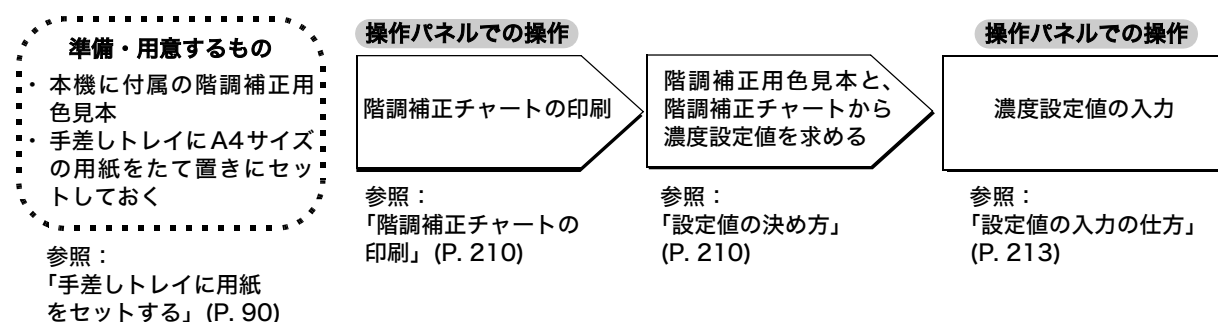 準備・用意するもの
・ 本機に付属の階調補正用
色見本
・ 手差しトレイにA4サイズ
の用紙をたて置きにセッ
トしておく
参照：
「手差しトレイに用紙
をセットする」(P. 90)
操作パネルでの操作
階調補正チャートの印刷
参照：
「階調補正チャートの
印刷」(P. 210)
階調補正用色見本と、
階調補正チャートから
濃度設定値を求める
参照：
「設定値の決め方」
(P. 210)
操作パネルでの操作
濃度設定値の入力
参照：
「設定値の入力の仕方」
(P. 213)